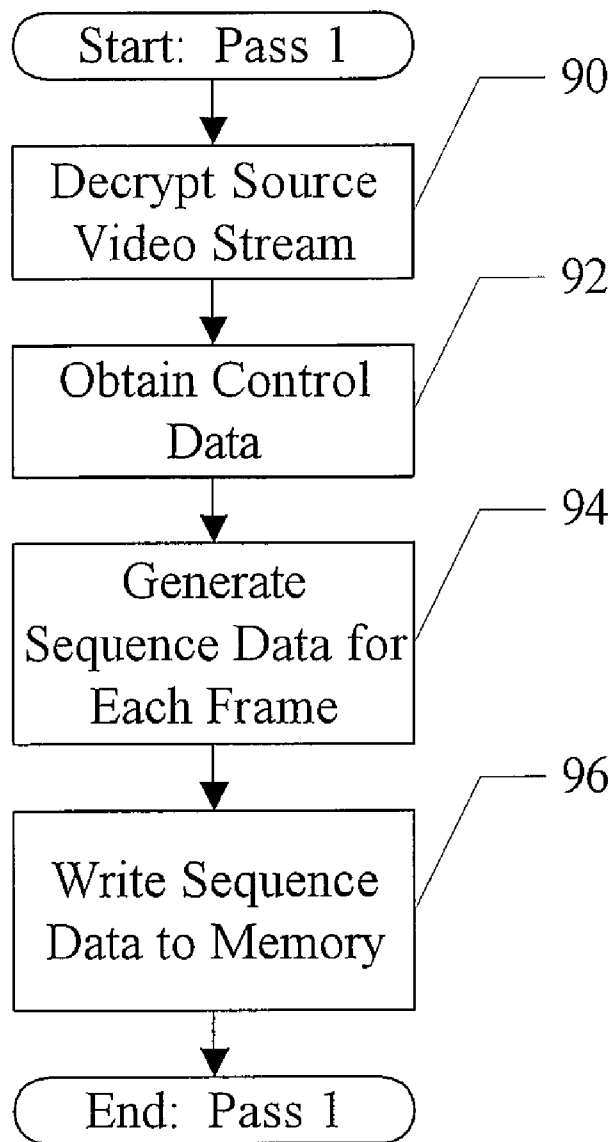 Start: Pass 1
90
Decrypt Source
Video Stream
92
Obtain Control
Data
94
Generate
Sequence Data for
Each Frame
96
Write Sequence
Data to Memory
End: Pass 1